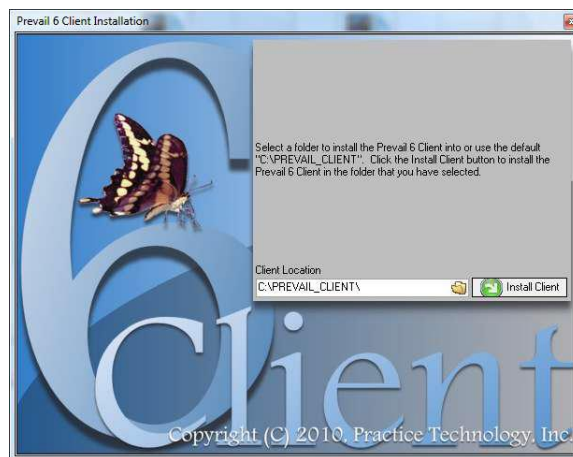 Prevail 6 Client Installation
6
Select a folder to install the Prevail 6 Client into or use the default
"C:\PREVAIL_CLIENT". Click the Install Client button to install the
Prevail 6 Client in the folder that you have selected.
Client Location
C:\PREVAIL_CLIENT\
Install Client
Client
Copyright (C) 2010, Practice Technology, Inc.